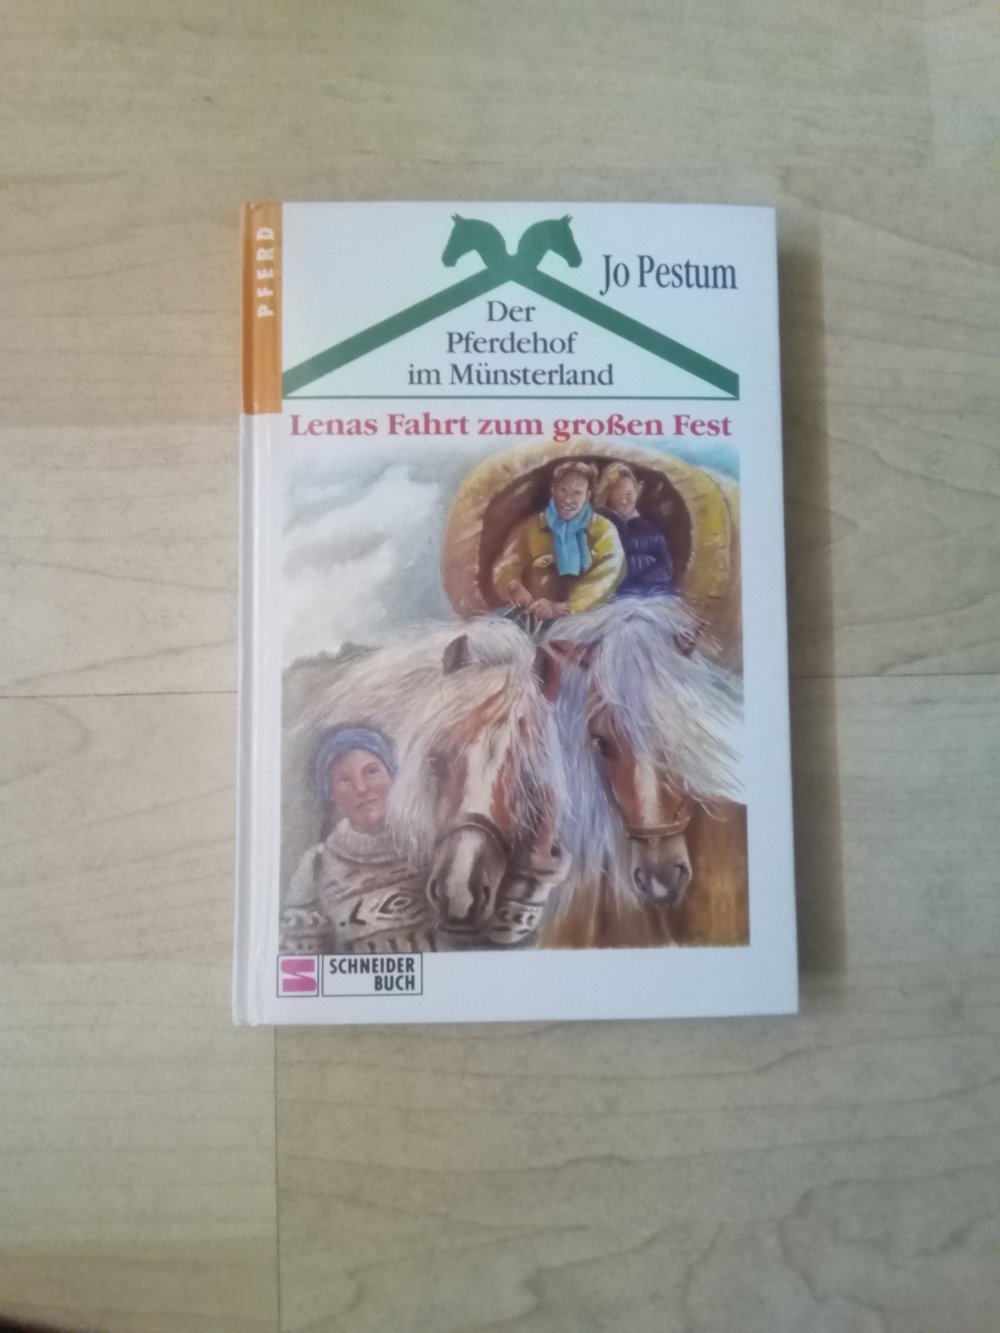 PFERD
Jo Pestum
Der
Pferdehof
im Münsterland
Lenas Fahrt zum großen Fest
SCHNEIDER
BUCH